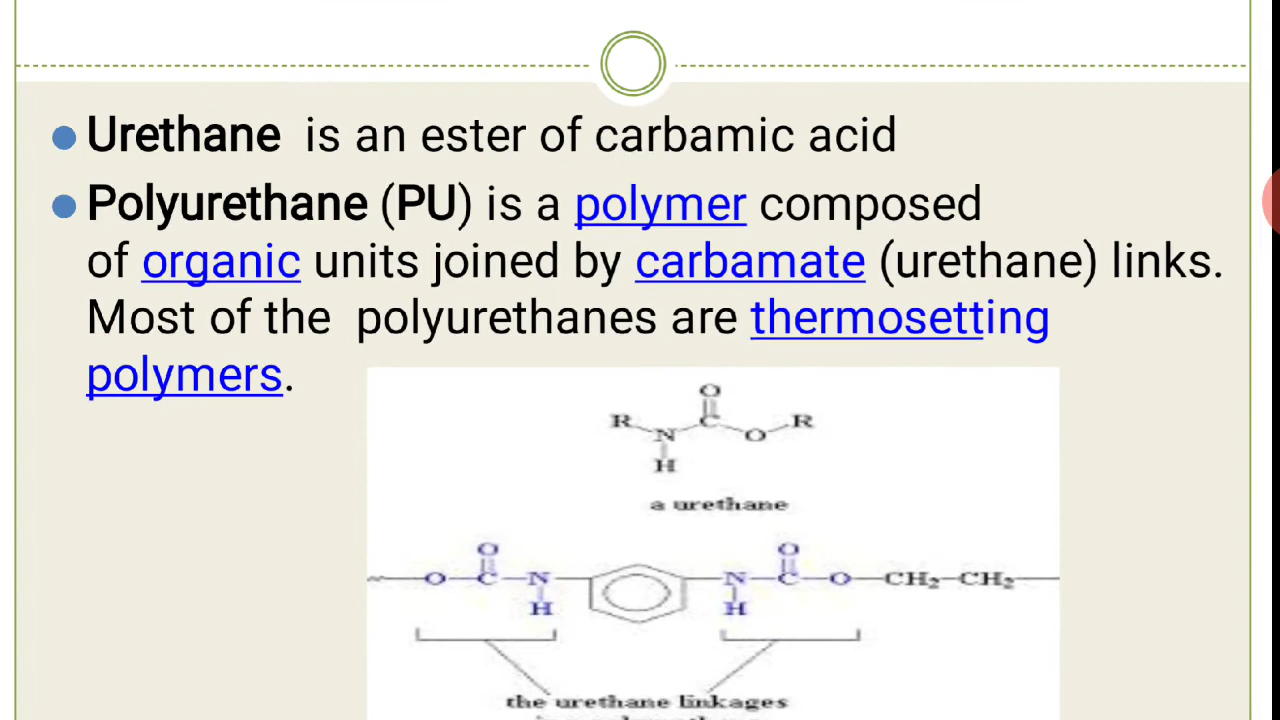 Urethane is an ester of carbamic acid
Polyurethane (PU) is a polymer composed
of organic units joined by carbamate (urethane) links.
Most of the polyurethanes are thermosetting
polymers.
O
R N C O R
H
a urethane
O O
O C N N C O CH2 CH2
H H
the urethane linkages